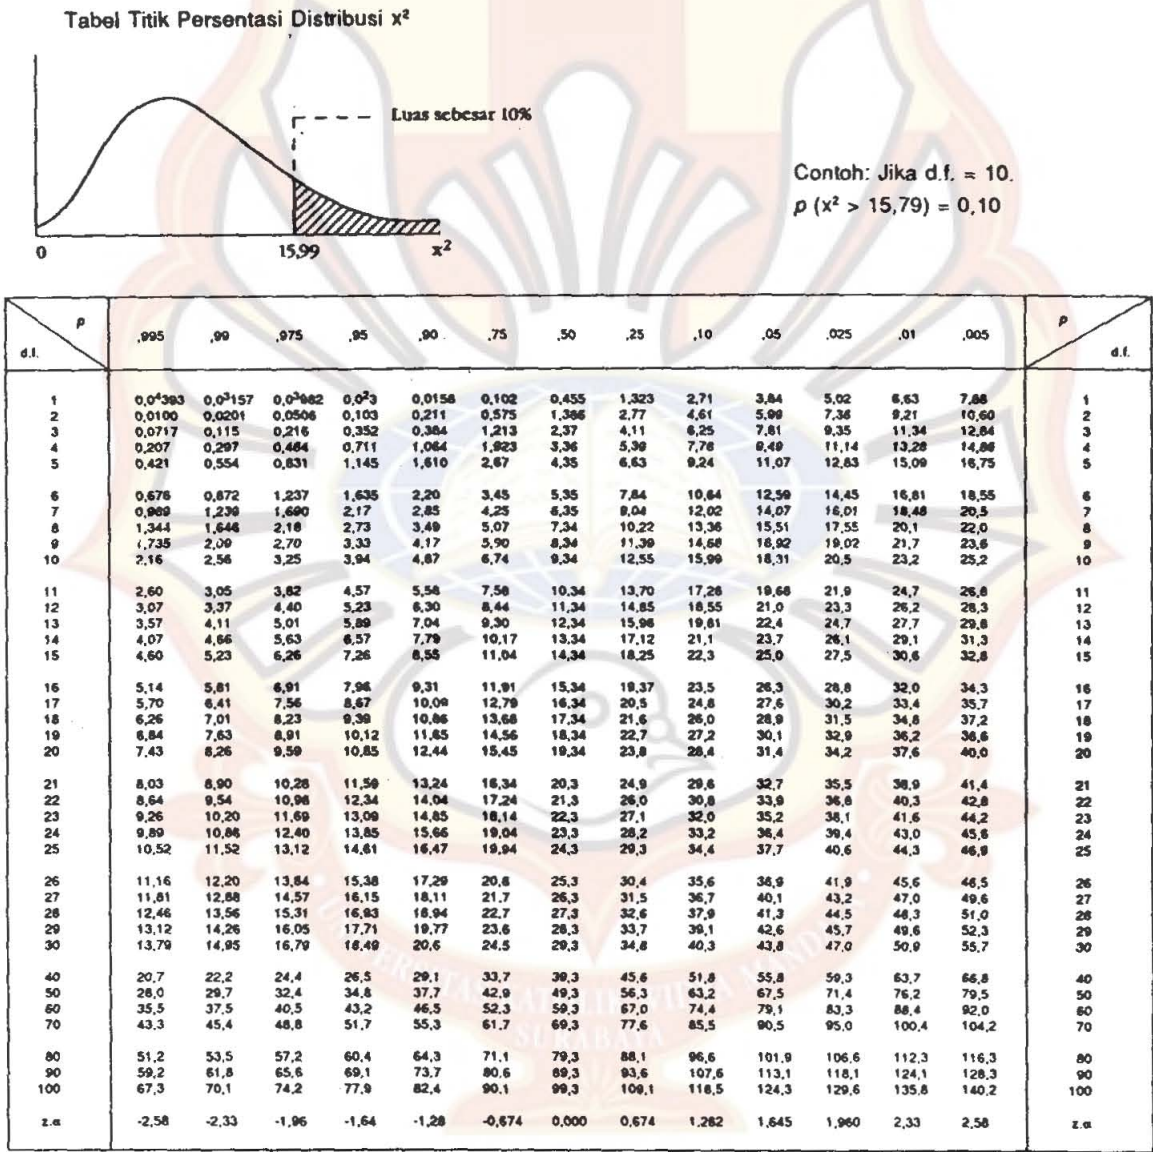 Tabel Titik Persentasi Distribusi x²
Luas sebesar 10%
Contoh: Jika d.f. = 10.
p (x² > 15,79) = 0,10
0 15,99 x²
p ,995 ,99 ,975 ,95 ,90 ,75 ,50 ,25 ,10 ,05 ,025 ,01 ,005 p
d.f. d.f.
1 0,0⁴393 0,0³157 0,0³982 0,0²3 0,0158 0,102 0,455 1,323 2,71 3,84 5,02 6,63 7,88 1
2 0,0100 0,0201 0,0506 0,103 0,211 0,575 1,386 2,77 4,61 5,99 7,36 9,21 10,60 2
3 0,0717 0,115 0,216 0,352 0,384 1,213 2,37 4,11 6,25 7,81 9,35 11,34 12,84 3
4 0,207 0,297 0,484 0,711 1,064 1,923 3,36 5,39 7,78 9,49 11,14 13,28 14,86 4
5 0,421 0,554 0,831 1,145 1,610 2,67 4,35 6,63 9,24 11,07 12,83 15,09 16,75 5
6 0,676 0,872 1,237 1,635 2,20 3,45 5,35 7,84 10,64 12,59 14,45 16,81 18,55 6
7 0,989 1,239 1,690 2,17 2,85 4,25 6,35 9,04 12,02 14,07 16,01 18,48 20,5 7
8 1,344 1,646 2,18 2,73 3,49 5,07 7,34 10,22 13,36 15,51 17,55 20,1 22,0 8
9 1,735 2,09 2,70 3,33 4,17 5,90 8,34 11,39 14,68 16,92 19,02 21,7 23,6 9
10 2,16 2,56 3,25 3,94 4,87 6,74 9,34 12,55 15,99 18,31 20,5 23,2 25,2 10
11 2,60 3,05 3,82 4,57 5,58 7,58 10,34 13,70 17,28 19,68 21,9 24,7 26,8 11
12 3,07 3,37 4,40 5,23 6,30 8,44 11,34 14,85 18,55 21,0 23,3 26,2 28,3 12
13 3,57 4,11 5,01 5,89 7,04 9,30 12,34 15,98 19,81 22,4 24,7 27,7 29,8 13
14 4,07 4,66 5,63 6,57 7,79 10,17 13,34 17,12 21,1 23,7 26,1 29,1 31,3 14
15 4,60 5,23 6,26 7,26 8,55 11,04 14,34 18,25 22,3 25,0 27,5 30,6 32,8 15
16 5,14 5,81 6,91 7,96 9,31 11,91 15,34 19,37 23,5 26,3 28,8 32,0 34,3 16
17 5,70 6,41 7,56 8,67 10,09 12,79 16,34 20,5 24,8 27,6 30,2 33,4 35,7 17
18 6,26 7,01 8,23 9,39 10,86 13,68 17,34 21,6 26,0 28,9 31,5 34,8 37,2 18
19 6,84 7,63 8,91 10,12 11,65 14,56 18,34 22,7 27,2 30,1 32,9 36,2 38,6 19
20 7,43 8,26 9,59 10,85 12,44 15,45 19,34 23,8 28,4 31,4 34,2 37,6 40,0 20
21 8,03 8,90 10,28 11,59 13,24 16,34 20,3 24,9 29,6 32,7 35,5 38,9 41,4 21
22 8,64 9,54 10,98 12,34 14,04 17,24 21,3 26,0 30,8 33,9 36,8 40,3 42,8 22
23 9,26 10,20 11,69 13,09 14,85 18,14 22,3 27,1 32,0 35,2 38,1 41,6 44,2 23
24 9,89 10,86 12,40 13,85 15,66 19,04 23,3 28,2 33,2 36,4 39,4 43,0 45,6 24
25 10,52 11,52 13,12 14,61 16,47 19,94 24,3 29,3 34,4 37,7 40,6 44,3 46,9 25
26 11,16 12,20 13,84 15,38 17,29 20,8 25,3 30,4 35,6 38,9 41,9 45,6 48,5 26
27 11,81 12,88 14,57 16,15 18,11 21,7 26,3 31,5 36,7 40,1 43,2 47,0 49,6 27
28 12,46 13,56 15,31 16,93 18,94 22,7 27,3 32,6 37,9 41,3 44,5 48,3 51,0 28
29 13,12 14,26 16,05 17,71 19,77 23,6 28,3 33,7 39,1 42,6 45,7 49,6 52,3 29
30 13,79 14,95 16,79 18,49 20,6 24,5 29,3 34,8 40,3 43,8 47,0 50,9 55,7 30
40 20,7 22,2 24,4 26,5 29,1 33,7 39,3 45,6 51,8 55,8 59,3 63,7 66,8 40
50 28,0 29,7 32,4 34,8 37,7 42,9 49,3 56,3 63,2 67,5 71,4 76,2 79,5 50
60 35,5 37,5 40,5 43,2 46,5 52,3 59,3 67,0 74,4 79,1 83,3 88,4 92,0 60
70 43,3 45,4 48,8 51,7 55,3 61,7 69,3 77,6 85,5 90,5 95,0 100,4 104,2 70
80 51,2 53,5 57,2 60,4 64,3 71,1 79,3 88,1 96,6 101,9 106,6 112,3 116,3 80
90 59,2 61,8 65,6 69,1 73,7 80,6 89,3 93,6 107,6 113,1 118,1 124,1 128,3 90
100 67,3 70,1 74,2 77,9 82,4 90,1 99,3 109,1 118,5 124,3 129,6 135,8 140,2 100
z.α -2,58 -2,33 -1,96 -1,64 -1,28 -0,674 0,000 0,674 1,282 1,645 1,960 2,33 2,58 z.α
SURABAYA